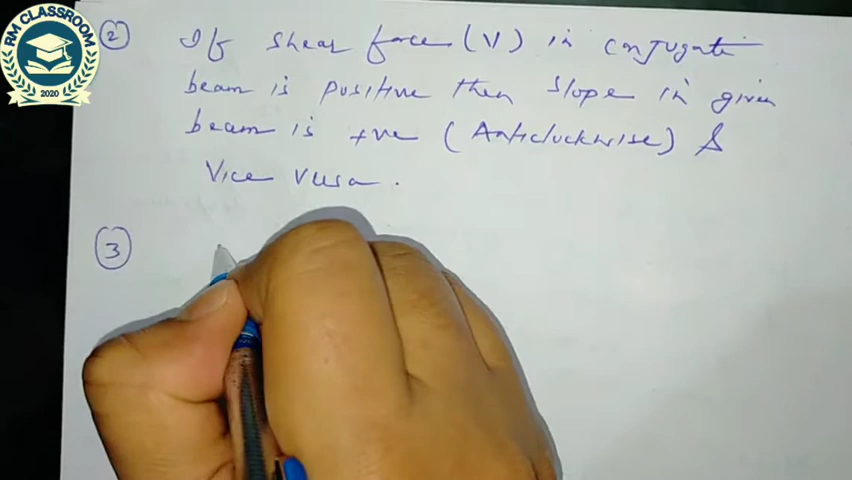 RM CLASSROOM
2020
② If Shear force (V) in Conjugate
beam is positive then Slope in given
beam is +ve (Anticlockwise) &
Vice Versa.
③